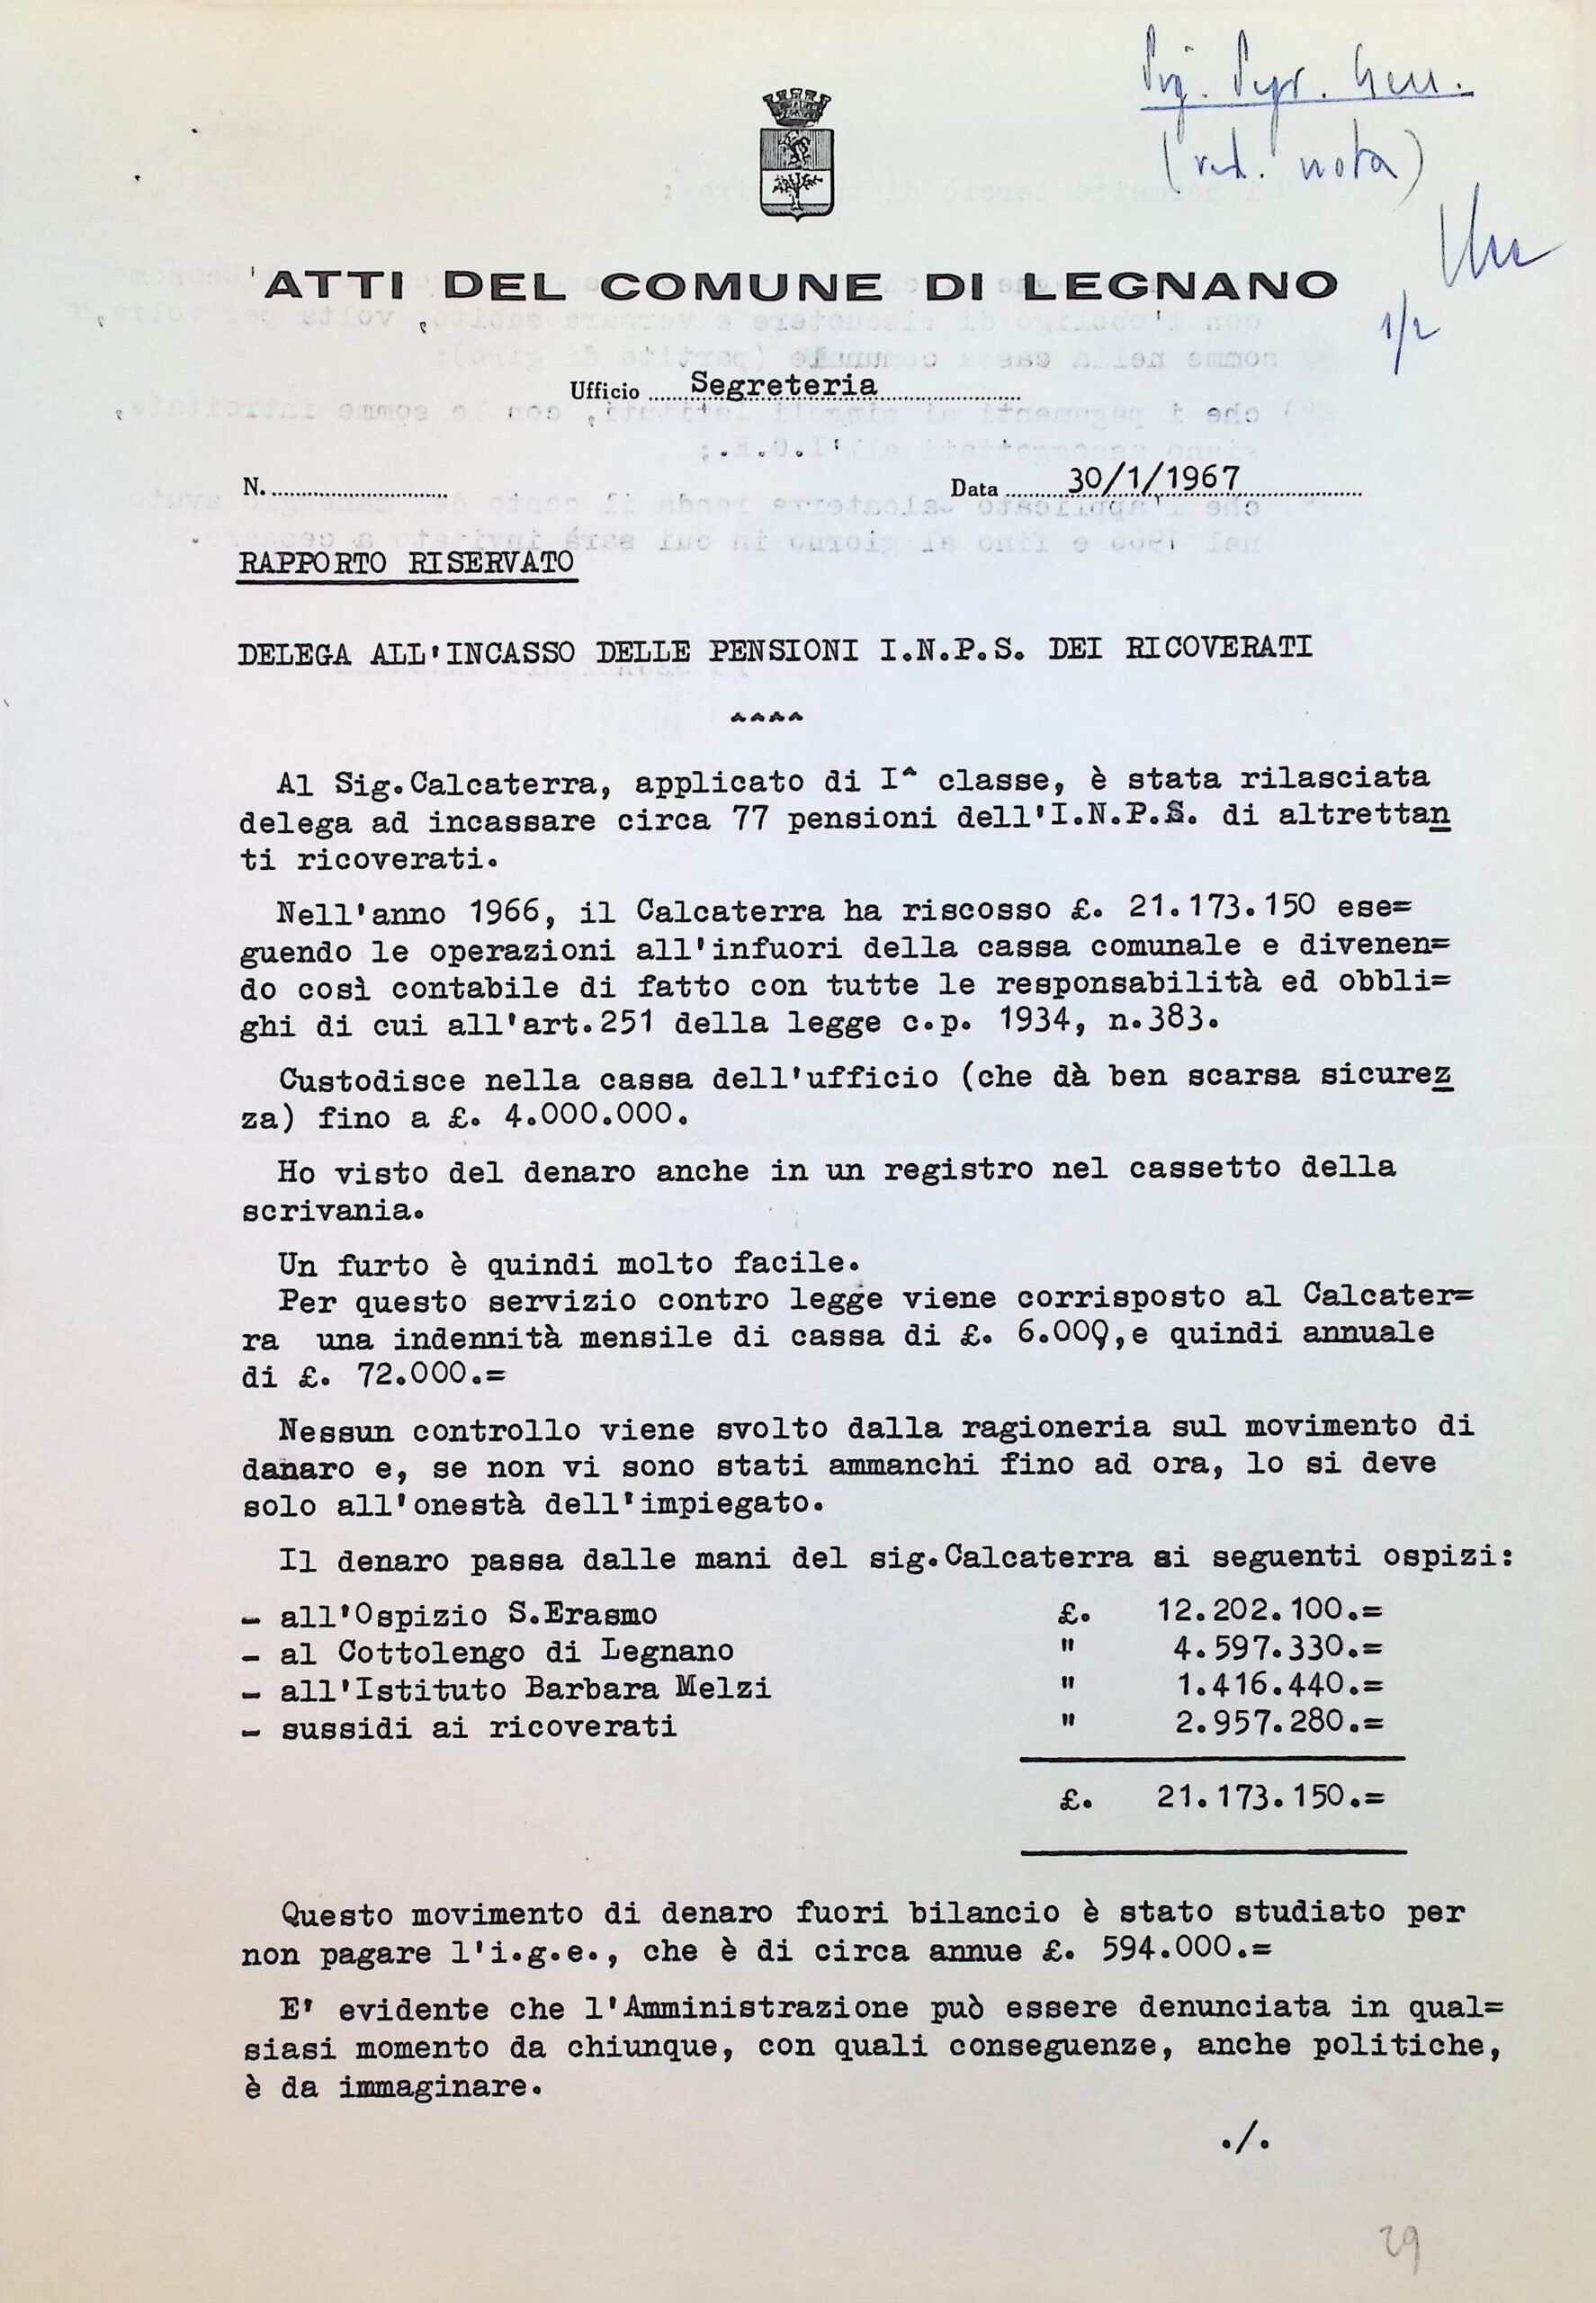 Sig. Segr. Gen.
(ved. nota)
1/2
ATTI DEL COMUNE DI LEGNANO
Ufficio Segreteria
N.
Data 30/1/1967
RAPPORTO RISERVATO
DELEGA ALL'INCASSO DELLE PENSIONI I.N.P.S. DEI RICOVERATI
^^^^
Al Sig.Calcaterra, applicato di I^ classe, è stata rilasciata
delega ad incassare circa 77 pensioni dell'I.N.P.S. di altrettan
ti ricoverati.
Nell'anno 1966, il Calcaterra ha riscosso £. 21.173.150 ese=
guendo le operazioni all'infuori della cassa comunale e divenen=
do così contabile di fatto con tutte le responsabilità ed obbli=
ghi di cui all'art.251 della legge c.p. 1934, n.383.
Custodisce nella cassa dell'ufficio (che dà ben scarsa sicurez
za) fino a £. 4.000.000.
Ho visto del denaro anche in un registro nel cassetto della
scrivania.
Un furto è quindi molto facile.
Per questo servizio contro legge viene corrisposto al Calcater=
ra una indennità mensile di cassa di £. 6.000,e quindi annuale
di £. 72.000.=
Nessun controllo viene svolto dalla ragioneria sul movimento di
danaro e, se non vi sono stati ammanchi fino ad ora, lo si deve
solo all'onestà dell'impiegato.
Il denaro passa dalle mani del sig.Calcaterra ai seguenti ospizi:
- all'Ospizio S.Erasmo £. 12.202.100.=
- al Cottolengo di Legnano " 4.597.330.=
- all'Istituto Barbara Melzi " 1.416.440.=
- sussidi ai ricoverati " 2.957.280.=
£. 21.173.150.=
Questo movimento di denaro fuori bilancio è stato studiato per
non pagare l'i.g.e., che è di circa annue £. 594.000.=
E' evidente che l'Amministrazione può essere denunciata in qual=
siasi momento da chiunque, con quali conseguenze, anche politiche,
è da immaginare.
./.
29